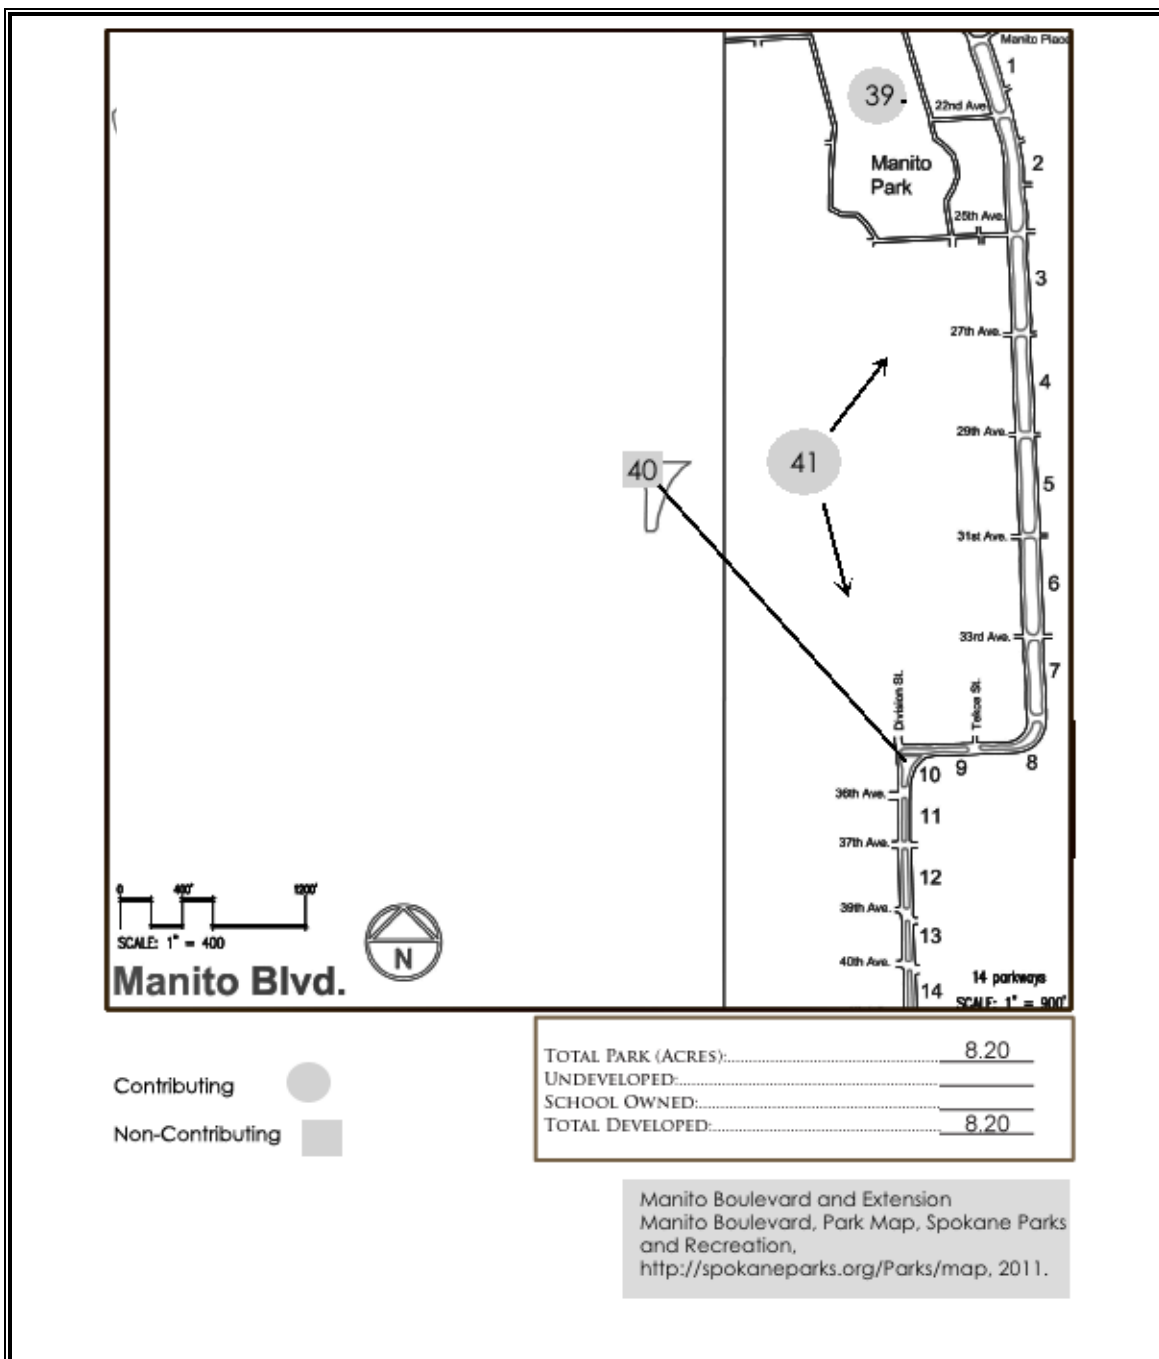 Manito Place
1
39
22nd Ave.
Manito
Park
2
25th Ave.
3
27th Ave.
4
29th Ave.
41
40
5
31st Ave.
6
33rd Ave.
7
Division St.
Tekoa St.
10
9
8
36th Ave.
11
37th Ave.
12
39th Ave.
13
40th Ave.
14
0 400' 1200'
SCALE: 1" = 400
N
Manito Blvd.
14 parkways
SCALE: 1" = 900'
Contributing
Non-Contributing
TOTAL PARK (ACRES): 8.20
UNDEVELOPED:
SCHOOL OWNED:
TOTAL DEVELOPED: 8.20
Manito Boulevard and Extension
Manito Boulevard, Park Map, Spokane Parks
and Recreation,
http://spokaneparks.org/Parks/map, 2011.